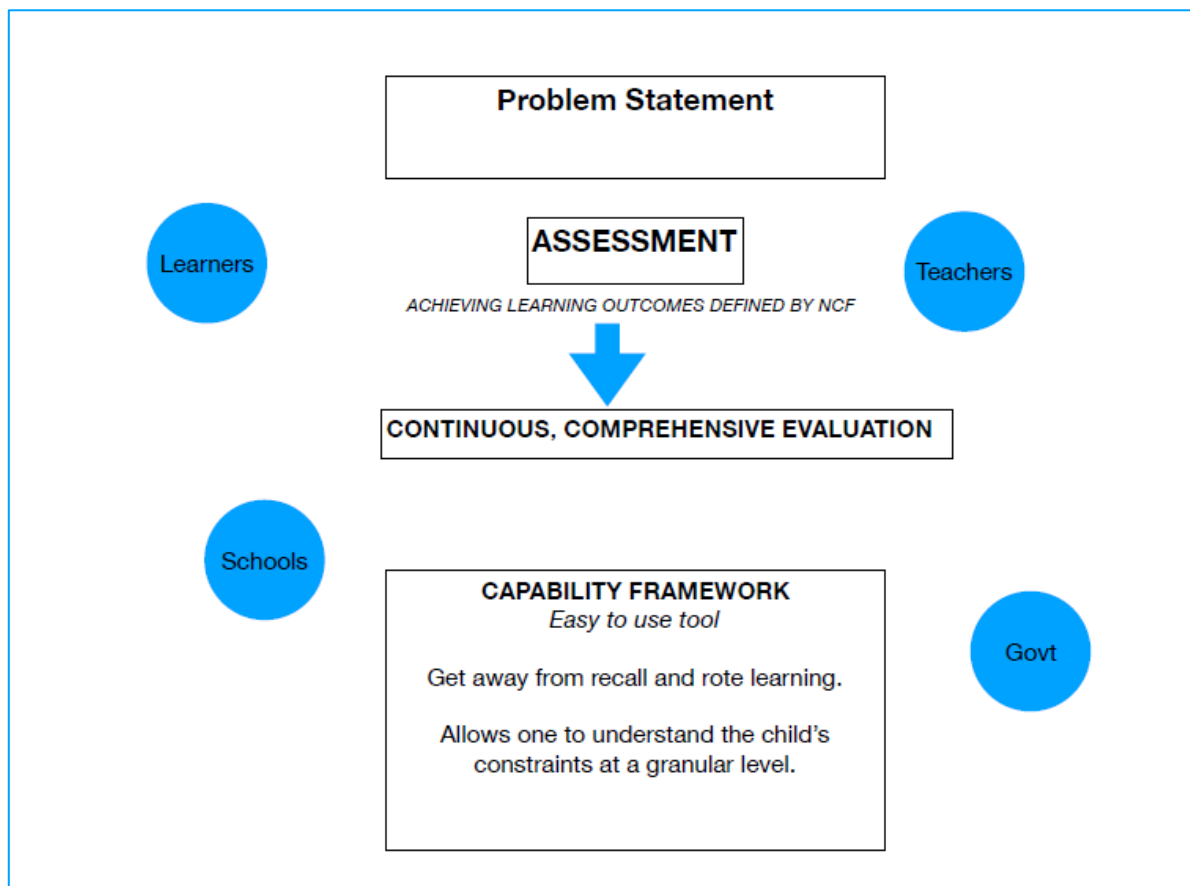 Problem Statement
Learners
ASSESSMENT
Teachers
ACHIEVING LEARNING OUTCOMES DEFINED BY NCF
CONTINUOUS, COMPREHENSIVE EVALUATION
Schools
CAPABILITY FRAMEWORK
Easy to use tool
Get away from recall and rote learning.
Allows one to understand the child’s
constraints at a granular level.
Govt